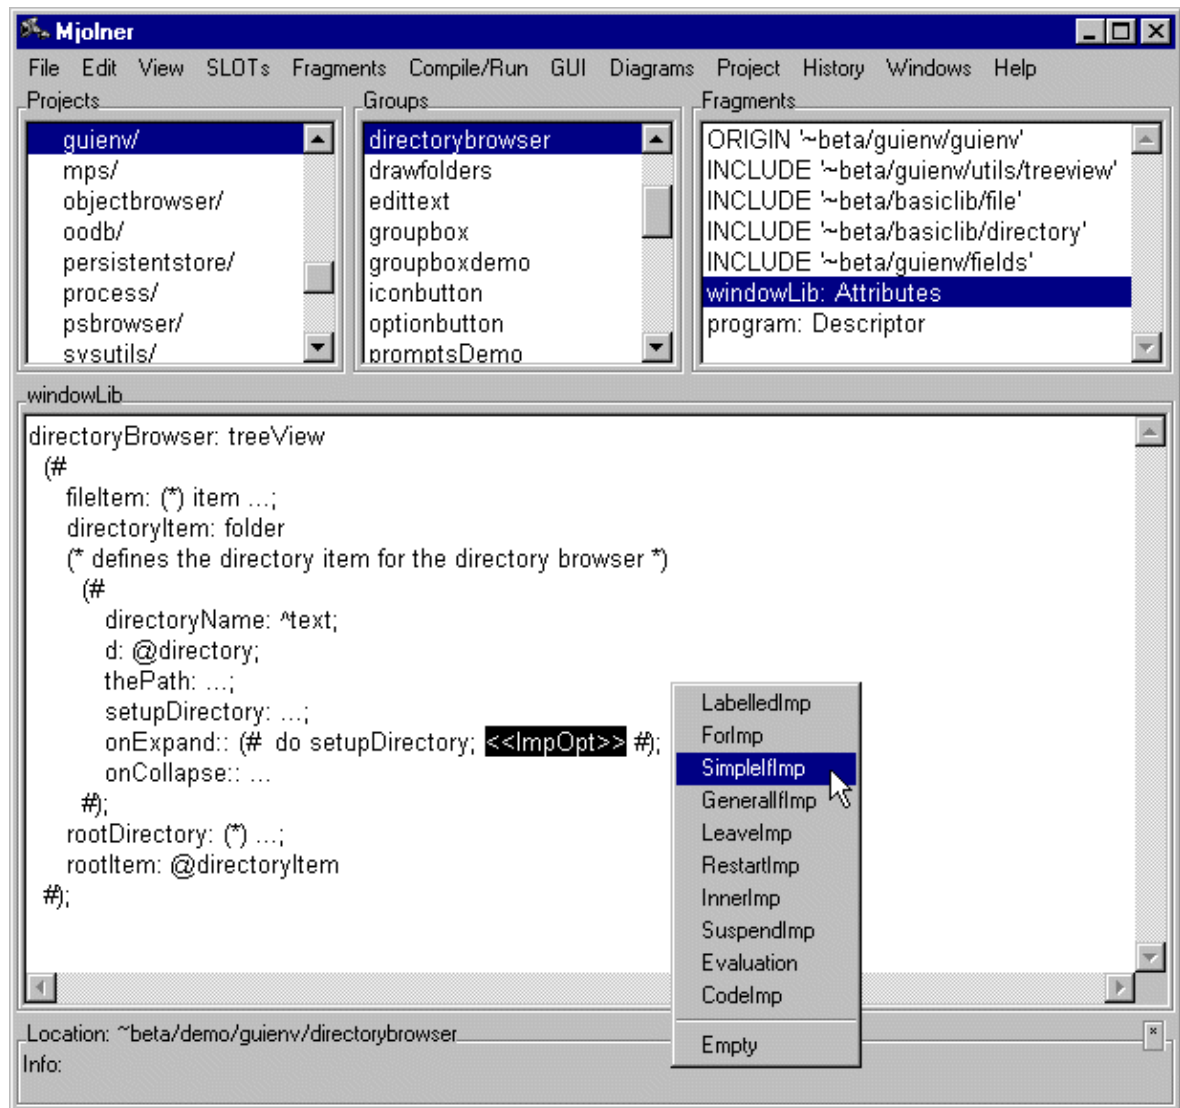 Mjolner
File Edit View SLOTs Fragments Compile/Run GUI Diagrams Project History Windows Help
Projects
guienv/
mps/
objectbrowser/
oodb/
persistentstore/
process/
psbrowser/
sysutils/
Groups
directorybrowser
drawfolders
edittext
groupbox
groupboxdemo
iconbutton
optionbutton
promptsDemo
Fragments
ORIGIN '~beta/guienv/guienv'
INCLUDE '~beta/guienv/utils/treeview'
INCLUDE '~beta/basiclib/file'
INCLUDE '~beta/basiclib/directory'
INCLUDE '~beta/guienv/fields'
windowLib: Attributes
program: Descriptor
windowLib
directoryBrowser: treeView
(#
fileItem: (*) item ...;
directoryItem: folder
(* defines the directory item for the directory browser *)
(#
directoryName: ^text;
d: @directory;
thePath: ...;
setupDirectory: ...;
onExpand:: (# do setupDirectory; <<ImpOpt>> #);
onCollapse:: ...
#);
rootDirectory: (*) ...;
rootItem: @directoryItem
#);
LabelledImp
ForImp
SimpleIfImp
GeneralIfImp
LeaveImp
RestartImp
InnerImp
SuspendImp
Evaluation
CodeImp
Empty
Location: ~beta/demo/guienv/directorybrowser
Info: